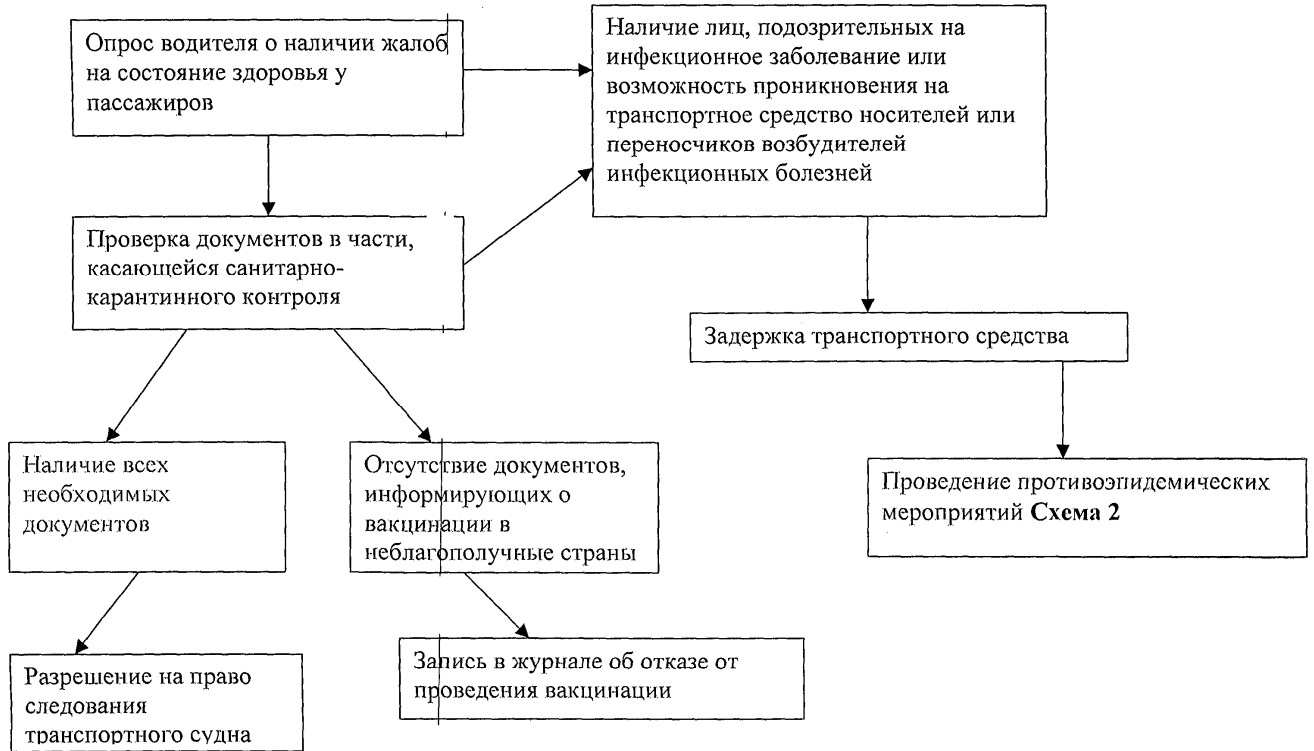 Опрос водителя о наличии жалоб
на состояние здоровья у
пассажиров
Наличие лиц, подозрительных на
инфекционное заболевание или
возможность проникновения на
транспортное средство носителей или
переносчиков возбудителей
инфекционных болезней
Проверка документов в части,
касающейся санитарно-
карантинного контроля
Задержка транспортного средства
Наличие всех
необходимых
документов
Отсутствие документов,
информирующих о
вакцинации в
неблагополучные страны
Проведение противоэпидемических
мероприятий Схема 2
Разрешение на право
следования
транспортного судна
Запись в журнале об отказе от
проведения вакцинации